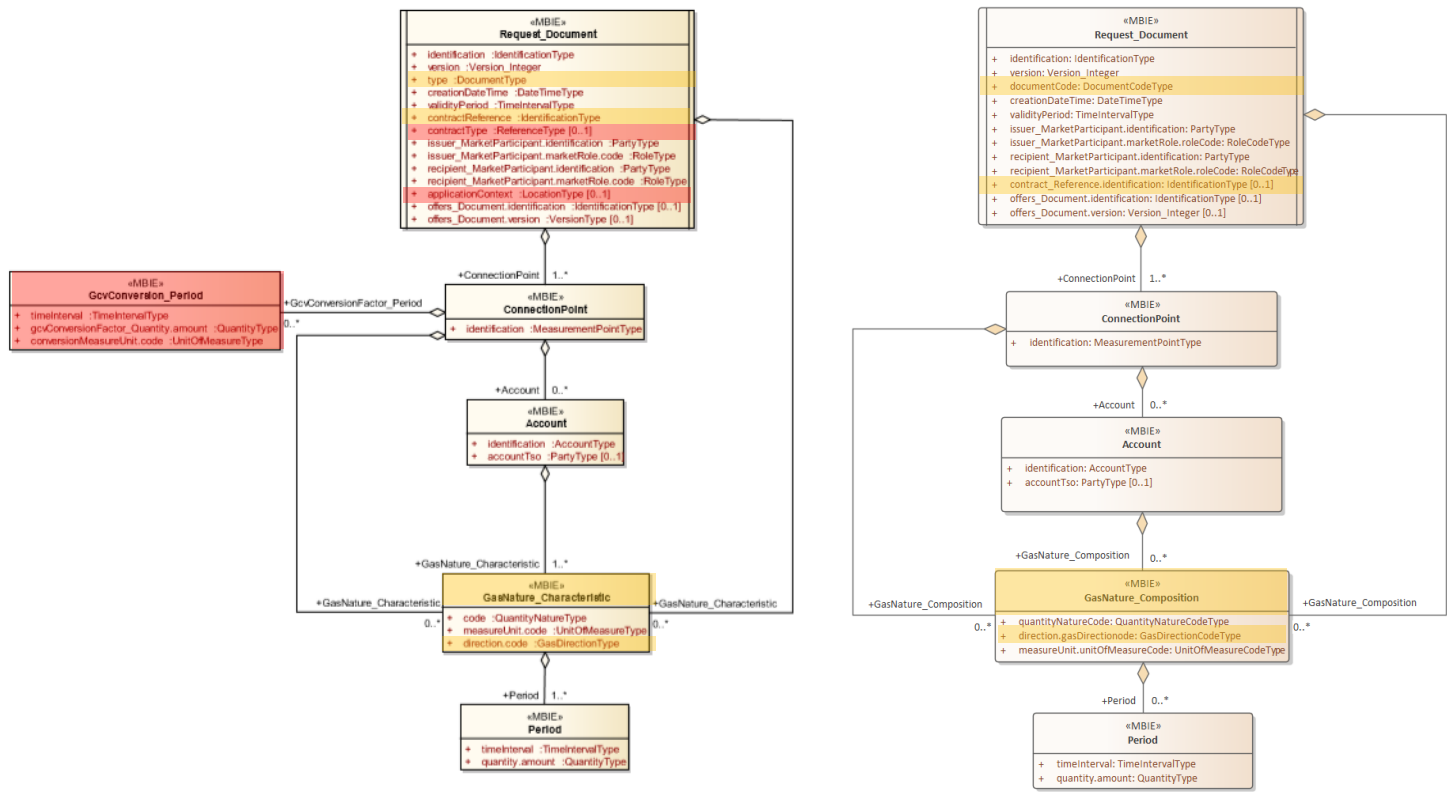 «MBIE»
Request_Document
+ identification :IdentificationType
+ version :Version_Integer
+ type :DocumentType
+ creationDateTime :DateTimeType
+ validityPeriod :TimeIntervalType
+ contractReference :IdentificationType
+ contractType :ReferenceType [0..1]
+ issuer_MarketParticipant.identification :PartyType
+ issuer_MarketParticipant.marketRole.code :RoleType
+ recipient_MarketParticipant.identification :PartyType
+ recipient_MarketParticipant.marketRole.code :RoleType
+ applicationContext :LocationType [0..1]
+ offers_Document.identification :IdentificationType [0..1]
+ offers_Document.version :VersionType [0..1]
+ConnectionPoint 1..*
«MBIE»
GcvConversion_Period
+ timeInterval :TimeIntervalType
+ gcvConversionFactor_Quantity.amount :QuantityType
+ conversionMeasureUnit.code :UnitOfMeasureType
+GcvConversionFactor_Period
0..*
«MBIE»
ConnectionPoint
+ identification :MeasurementPointType
+Account 0..*
«MBIE»
Account
+ identification :AccountType
+ accountTso :PartyType [0..1]
+GasNature_Characteristic 1..*
+GasNature_Characteristic
0..*
«MBIE»
GasNature_Characteristic
+ code :QuantityNatureType
+ measureUnit.code :UnitOfMeasureType
+ direction.code :GasDirectionType
+GasNature_Characteristic
0..*
+Period 1..*
«MBIE»
Period
+ timeInterval :TimeIntervalType
+ quantity.amount :QuantityType
«MBIE»
Request_Document
+ identification: IdentificationType
+ version: Version_Integer
+ documentCode: DocumentCodeType
+ creationDateTime: DateTimeType
+ validityPeriod: TimeIntervalType
+ issuer_MarketParticipant.identification: PartyType
+ issuer_MarketParticipant.marketRole.roleCode: RoleCodeType
+ recipient_MarketParticipant.identification: PartyType
+ recipient_MarketParticipant.marketRole.roleCode: RoleCodeType
+ contract_Reference.identification: IdentificationType [0..1]
+ offers_Document.identification: IdentificationType [0..1]
+ offers_Document.version: Version_Integer [0..1]
+ConnectionPoint 1..*
«MBIE»
ConnectionPoint
+ identification: MeasurementPointType
+Account 0..*
«MBIE»
Account
+ identification: AccountType
+ accountTso: PartyType [0..1]
+GasNature_Composition 0..*
+GasNature_Composition
0..*
«MBIE»
GasNature_Composition
+ quantityNatureCode: QuantityNatureCodeType
+ direction.gasDirectionode: GasDirectionCodeType
+ measureUnit.unitOfMeasureCode: UnitOfMeasureCodeType
+GasNature_Composition
0..*
+Period 0..*
«MBIE»
Period
+ timeInterval: TimeIntervalType
+ quantity.amount: QuantityType